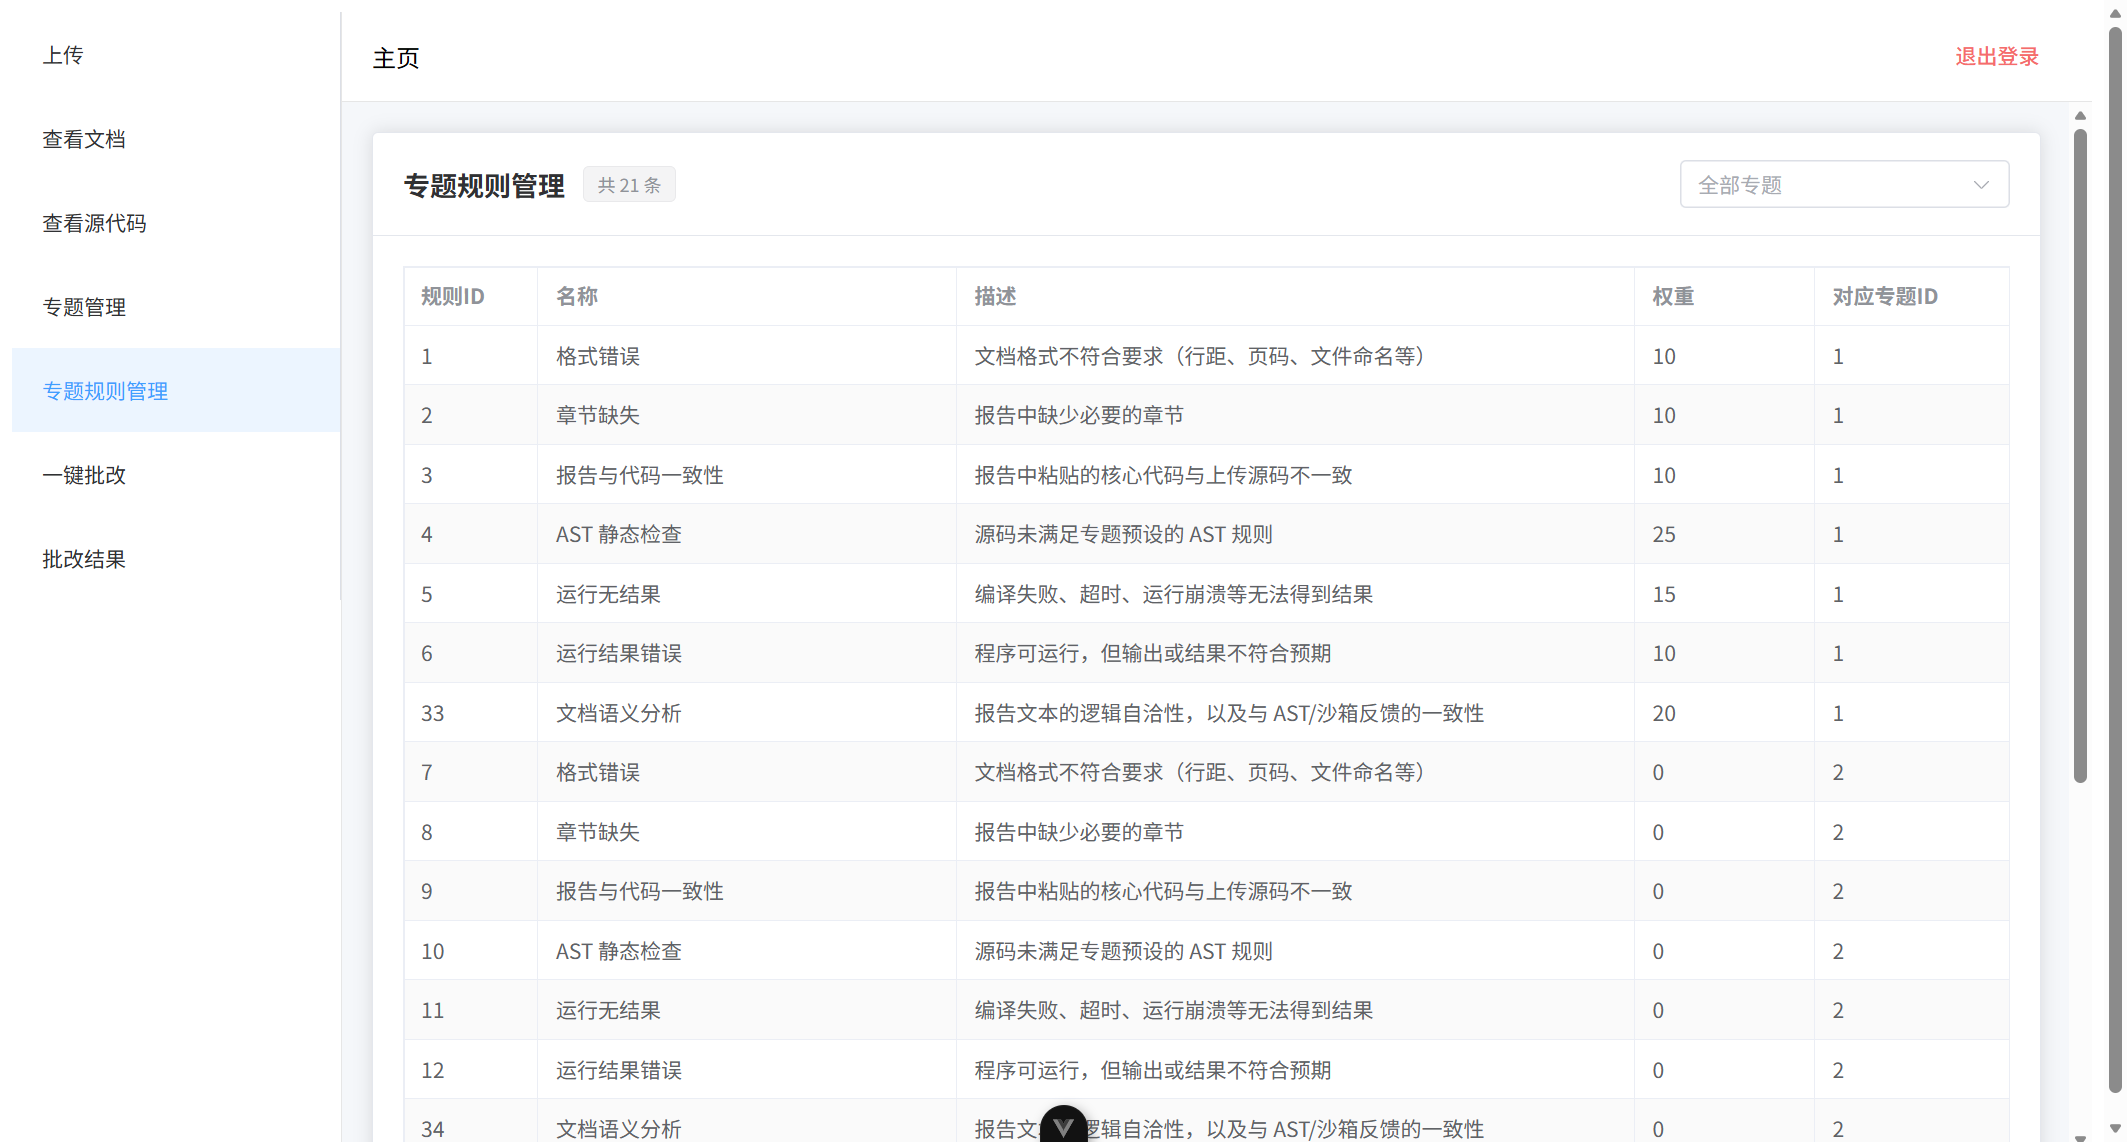 上传
查看文档
查看源代码
专题管理
专题规则管理
一键批改
批改结果
主页
退出登录
专题规则管理 共 21 条
全部专题
规则ID 名称 描述 权重 对应专题ID
1 格式错误 文档格式不符合要求（行距、页码、文件命名等） 10 1
2 章节缺失 报告中缺少必要的章节 10 1
3 报告与代码一致性 报告中粘贴的核心代码与上传源码不一致 10 1
4 AST 静态检查 源码未满足专题预设的 AST 规则 25 1
5 运行无结果 编译失败、超时、运行崩溃等无法得到结果 15 1
6 运行结果错误 程序可运行，但输出或结果不符合预期 10 1
33 文档语义分析 报告文本的逻辑自洽性，以及与 AST/沙箱反馈的一致性 20 1
7 格式错误 文档格式不符合要求（行距、页码、文件命名等） 0 2
8 章节缺失 报告中缺少必要的章节 0 2
9 报告与代码一致性 报告中粘贴的核心代码与上传源码不一致 0 2
10 AST 静态检查 源码未满足专题预设的 AST 规则 0 2
11 运行无结果 编译失败、超时、运行崩溃等无法得到结果 0 2
12 运行结果错误 程序可运行，但输出或结果不符合预期 0 2
34 文档语义分析 报告文 逻辑自洽性，以及与 AST/沙箱反馈的一致性 0 2